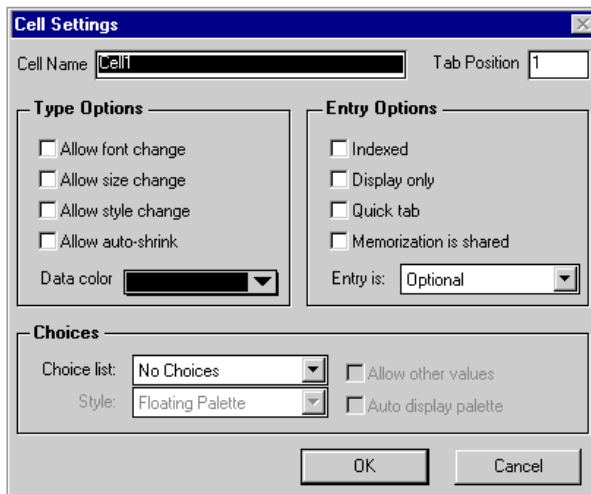 Cell Settings
Cell Name Cell1 Tab Position 1
Type Options
Allow font change
Allow size change
Allow style change
Allow auto-shrink
Data color
Entry Options
Indexed
Display only
Quick tab
Memorization is shared
Entry is: Optional
Choices
Choice list: No Choices Allow other values
Style: Floating Palette Auto display palette
OK Cancel